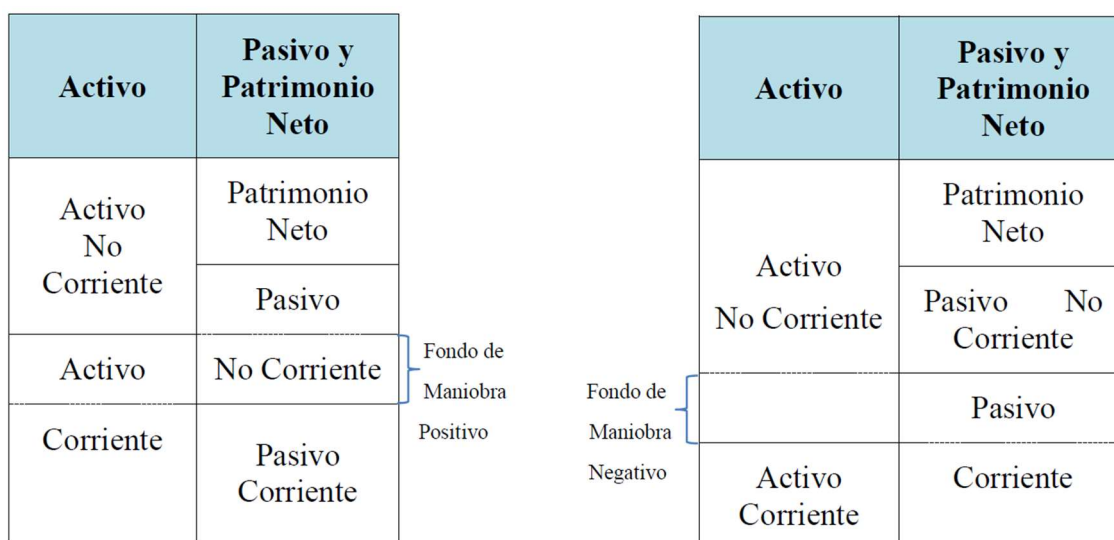 Activo
Pasivo y
Patrimonio
Neto
Activo
No
Corriente
Patrimonio
Neto
Pasivo
Activo
No Corriente
Corriente
Pasivo
Corriente
Fondo de
Maniobra
Positivo
Activo
Pasivo y
Patrimonio
Neto
Activo
No Corriente
Patrimonio
Neto
Pasivo No
Corriente
Fondo de
Maniobra
Negativo
Pasivo
Activo
Corriente
Corriente